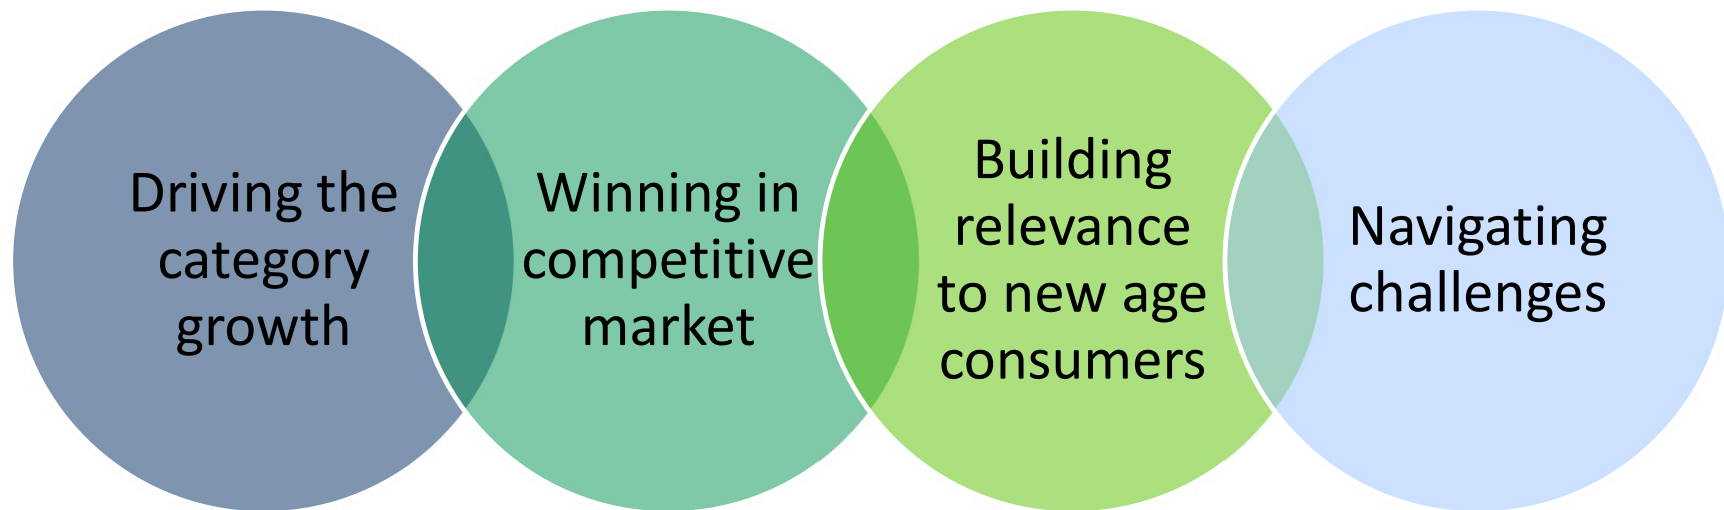 Driving the
category
growth
Winning in
competitive
market
Building
relevance
to new age
consumers
Navigating
challenges